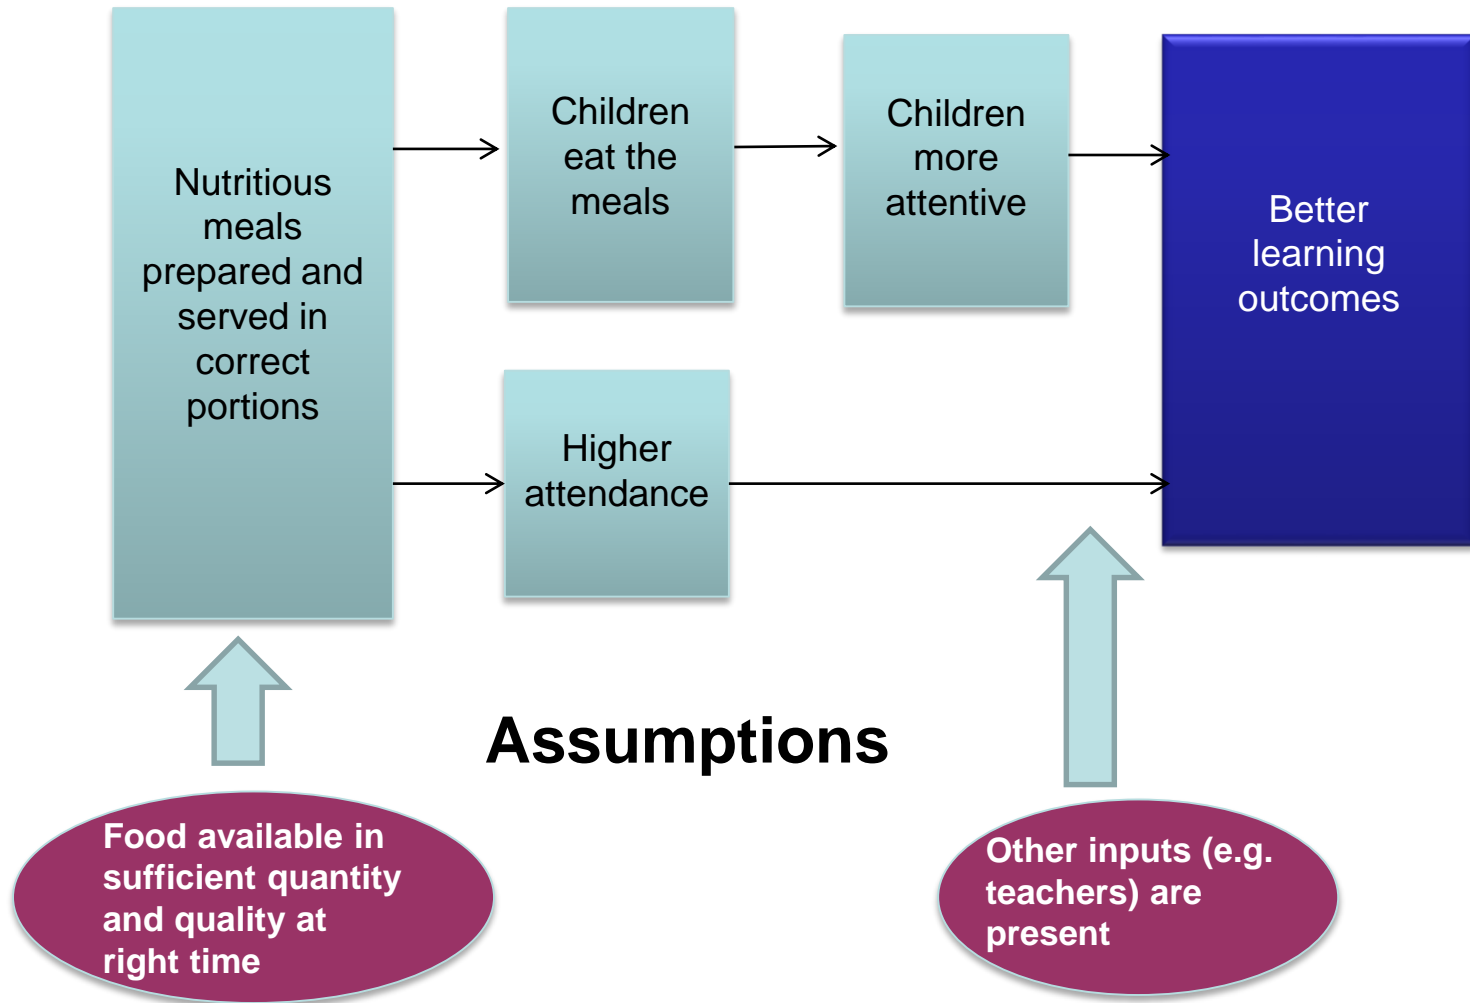 Nutritious
meals
prepared and
served in
correct
portions
Children
eat the
meals
Children
more
attentive
Better
learning
outcomes
Higher
attendance
Assumptions
Food available in
sufficient quantity
and quality at
right time
Other inputs (e.g.
teachers) are
present